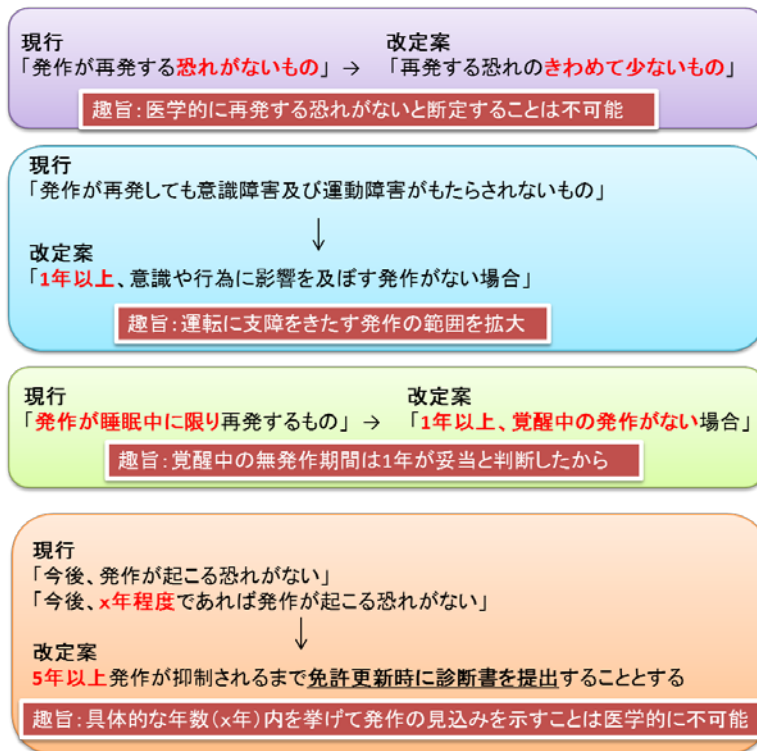 現行
「発作が再発する恐れがないもの」 →
改定案
「再発する恐れのきわめて少ないもの」
趣旨：医学的に再発する恐れがないと断定することは不可能
現行
「発作が再発しても意識障害及び運動障害がもたらされないもの」
↓
改定案
「1年以上、意識や行為に影響を及ぼす発作がない場合」
趣旨：運転に支障をきたす発作の範囲を拡大
現行
「発作が睡眠中に限り再発するもの」 →
改定案
「1年以上、覚醒中の発作がない場合」
趣旨：覚醒中の無発作期間は1年が妥当と判断したから
現行
「今後、発作が起こる恐れがない」
「今後、x年程度であれば発作が起こる恐れがない」
↓
改定案
5年以上発作が抑制されるまで免許更新時に診断書を提出することとする
趣旨：具体的な年数（x年）内を挙げて発作の見込みを示すことは医学的に不可能